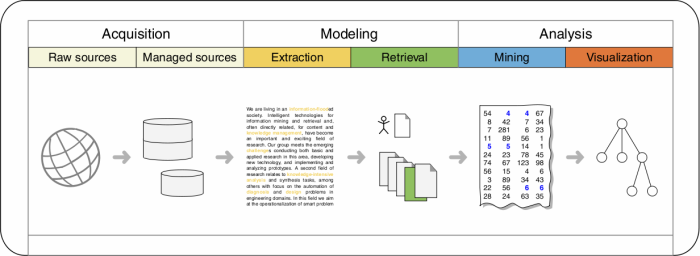 Acquisition
Modeling
Analysis
Raw sources
Managed sources
Extraction
Retrieval
Mining
Visualization
We are living in an information-flooded
society. Intelligent technologies for
information mining and retrieval and,
often directly related, for content and
knowledge management, have become
an important and exciting field of
research. Our group meets the emerging
challenges conducting both basic and
applied research in this area, developing
new technology, and implementing and
analyzing prototypes. A second field of
research relates to knowledge-intensive
analysis and synthesis tasks, among
others with focus on the automation of
diagnosis and design problems in
engineering domains. In this field we aim
at the operationalization of smart problem
54 4 4 67
8 42 7 34
7 281 6 23
11 89 56 1
5 5 14 1
24 23 78 45
74 67 123 98
56 15 4 6
3 89 34 43
22 56 6 6
28 24 63 35